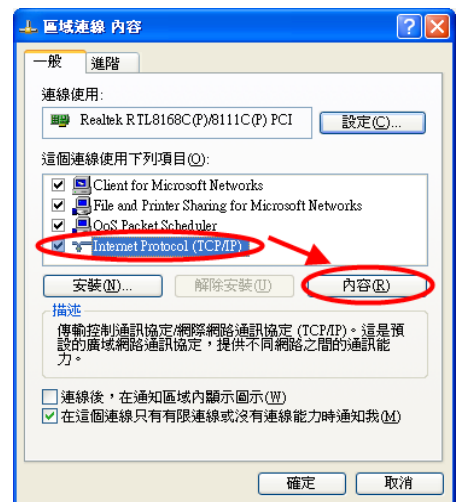 區域連線 內容
一般 進階
連線使用:
Realtek RTL8168C(P)/8111C(P) PCI 設定(C)...
這個連線使用下列項目(O):
Client for Microsoft Networks
File and Printer Sharing for Microsoft Networks
QoS Packet Scheduler
Internet Protocol (TCP/IP)
安裝(N)... 解除安裝(U) 內容(R)
描述
傳輸控制通訊協定/網際網路通訊協定 (TCP/IP)。這是預
設的廣域網路通訊協定,提供不同網路之間的通訊能
力。
連線後,在通知區域內顯示圖示(W)
在這個連線只有有限連線或沒有連線能力時通知我(M)
確定 取消